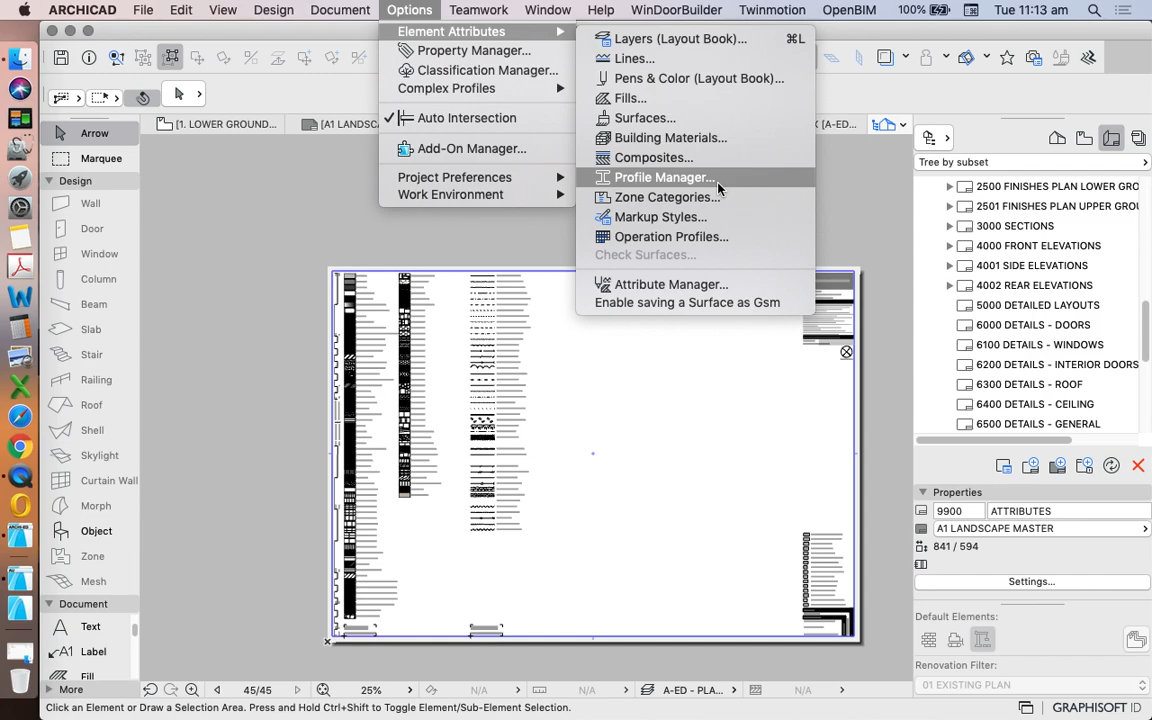 ARCHICAD File Edit View Design Document Options Teamwork Window Help WinDoorBuilder Twinmotion OpenBIM 100% Tue 11:13 am
Element Attributes
Property Manager...
Classification Manager...
Complex Profiles
Auto Intersection
Add-On Manager...
Project Preferences
Work Environment
Layers (Layout Book)... ⌘L
Lines...
Pens & Color (Layout Book)...
Fills...
Surfaces...
Building Materials...
Composites...
Profile Manager...
Zone Categories...
Markup Styles...
Operation Profiles...
Check Surfaces...
Attribute Manager...
Enable saving a Surface as Gsm
[1. LOWER GROUND...
[A1 LANDSC
[A-ED...
Arrow
Marquee
Design
Wall
Door
Window
Column
Beam
Slab
Stair
Railing
Roof
Shell
Skylight
Curtain Wall
Morph
Object
Zone
Mesh
Document
Text
Label
Fill
More
Tree by subset
2500 FINISHES PLAN LOWER GRO
2501 FINISHES PLAN UPPER GROU
3000 SECTIONS
4000 FRONT ELEVATIONS
4001 SIDE ELEVATIONS
4002 REAR ELEVATIONS
5000 DETAILED LAYOUTS
6000 DETAILS - DOORS
6100 DETAILS - WINDOWS
6200 DETAILS - INTERIOR DOORS
6300 DETAILS - ROOF
6400 DETAILS - CEILING
6500 DETAILS - GENERAL
Properties
9900 ATTRIBUTES
A1 LANDSCAPE MASTER
841 / 594
Settings...
Default Elements:
Renovation Filter:
01 EXISTING PLAN
45/45 25% N/A N/A A-ED - PLA... N/A
Click an Element or Draw a Selection Area. Press and Hold Ctrl+Shift to Toggle Element/Sub-Element Selection.
GRAPHISOFT ID